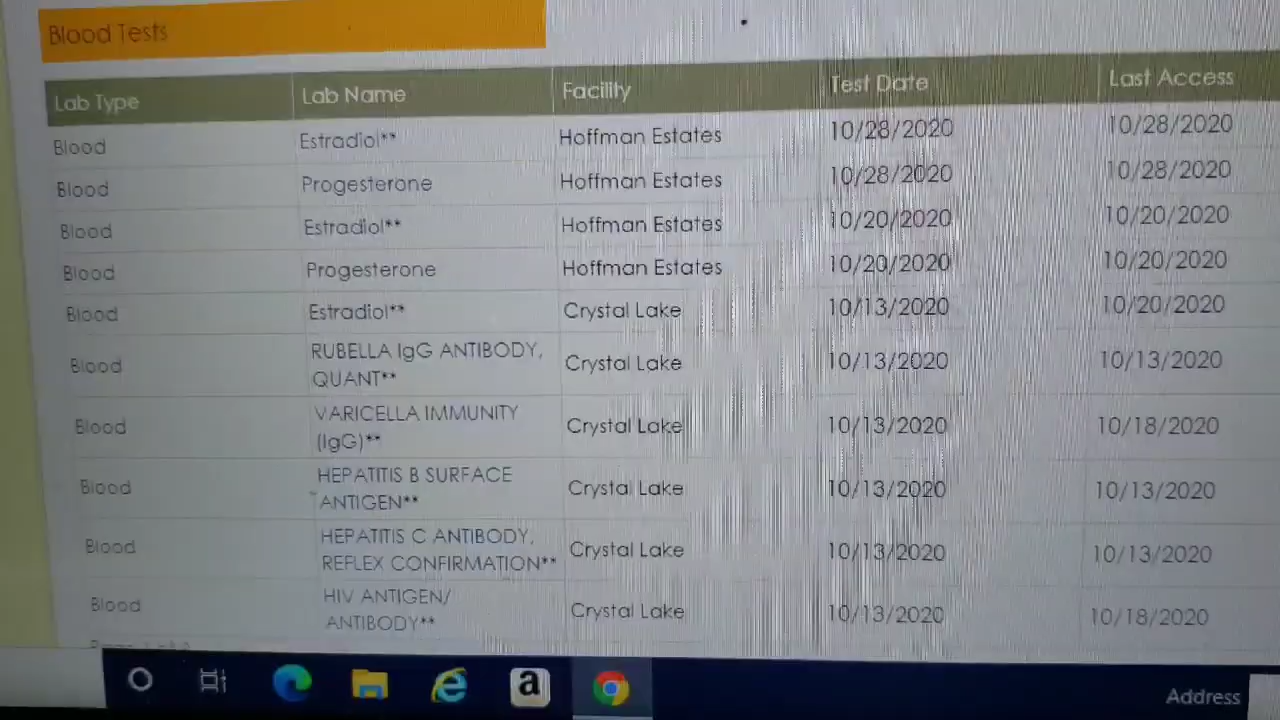 Blood Tests
Lab Type Lab Name Facility Test Date Last Access
Blood Estradiol** Hoffman Estates 10/28/2020 10/28/2020
Blood Progesterone Hoffman Estates 10/28/2020 10/28/2020
Blood Estradiol** Hoffman Estates 10/20/2020 10/20/2020
Blood Progesterone Hoffman Estates 10/20/2020 10/20/2020
Blood Estradiol** Crystal Lake 10/13/2020 10/20/2020
Blood RUBELLA IgG ANTIBODY, Crystal Lake 10/13/2020 10/13/2020
QUANT**
Blood VARICELLA IMMUNITY Crystal Lake 10/13/2020 10/18/2020
(IgG)**
Blood HEPATITIS B SURFACE Crystal Lake 10/13/2020 10/13/2020
ANTIGEN**
Blood HEPATITIS C ANTIBODY, Crystal Lake 10/13/2020 10/13/2020
REFLEX CONFIRMATION**
Blood HIV ANTIGEN/ Crystal Lake 10/13/2020 10/18/2020
ANTIBODY**
a
Address